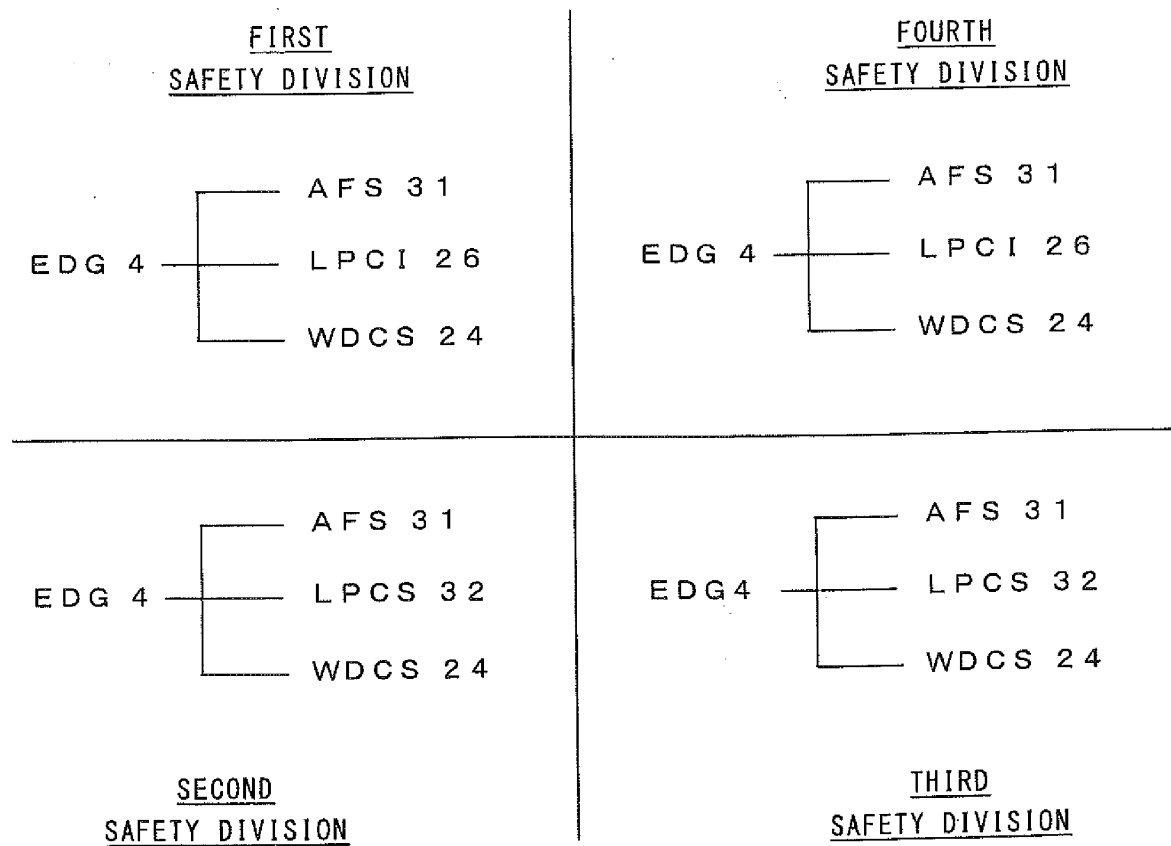 FIRST
SAFETY DIVISION
AFS 31
EDG 4
LPCI 26
WDCS 24
FOURTH
SAFETY DIVISION
AFS 31
EDG 4
LPCI 26
WDCS 24
AFS 31
EDG 4
LPCS 32
WDCS 24
SECOND
SAFETY DIVISION
AFS 31
EDG4
LPCS 32
WDCS 24
THIRD
SAFETY DIVISION